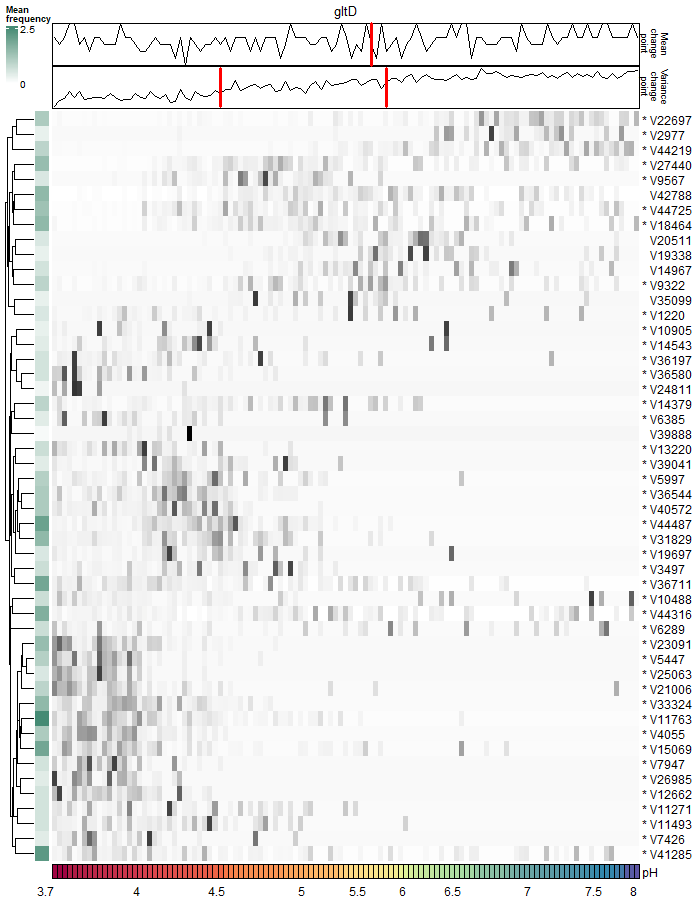 gltD
Mean
frequency
2.5
0
Mean
change
point
Variance
change
point
* V22697
* V2977
* V44219
* V27440
* V9567
V42788
* V44725
* V18464
V20511
V19338
* V14967
* V9322
V35099
* V1220
* V10905
* V14543
* V36197
* V36580
* V24811
* V14379
* V6385
V39888
* V13220
* V39041
* V5997
* V36544
* V40572
* V44487
* V31829
* V19697
* V3497
* V36711
* V10488
* V44316
* V6289
* V23091
* V5447
* V25063
* V21006
* V33324
* V11763
* V4055
* V15069
* V7947
* V26985
* V12662
* V11271
* V11493
* V7426
* V41285
pH
3.7 4 4.5 5 5.5 6 6.5 7 7.5 8